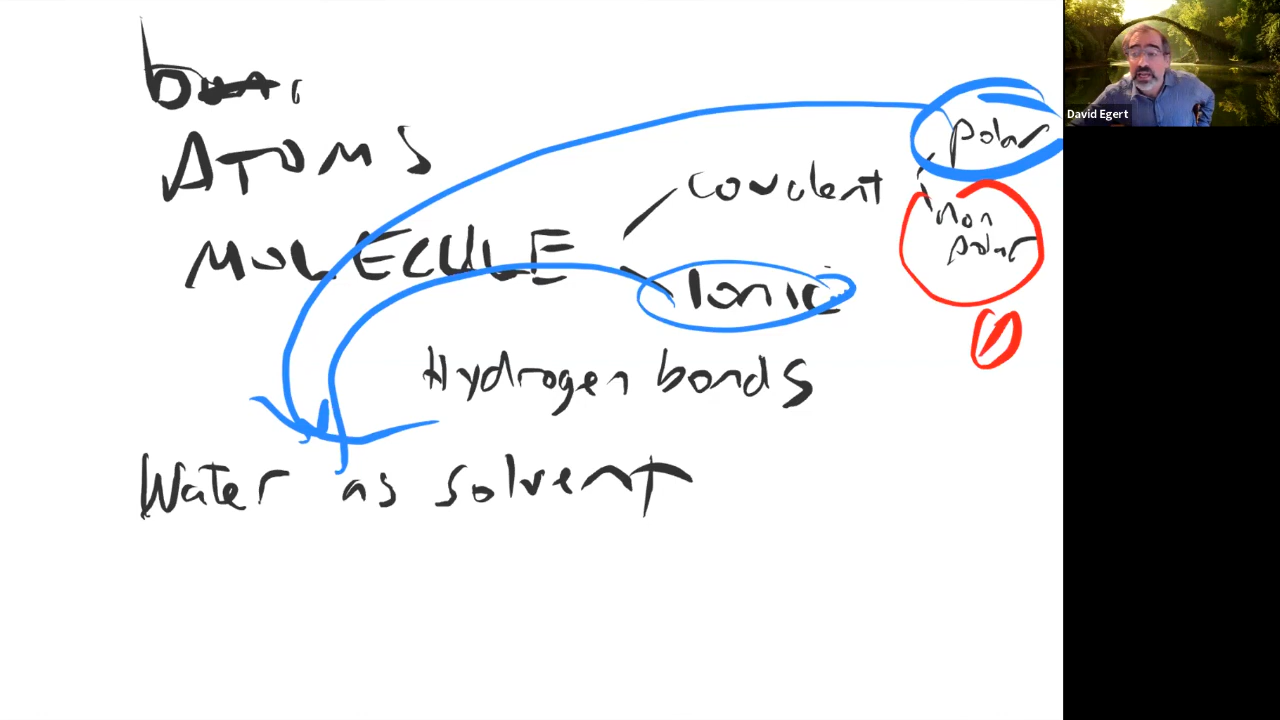 ATOMS
polar
covalent
non
polar
MOLECULE
Ionic
Hydrogen bonds
Water as solvent
David Egert